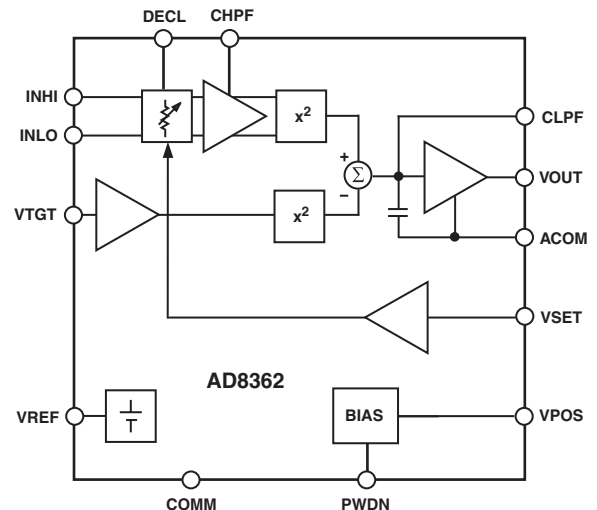 DECL CHPF
INHI
x²
CLPF
INLO
+
Σ
VOUT
–
VTGT
x²
ACOM
VSET
AD8362
VREF
BIAS
VPOS
COMM PWDN